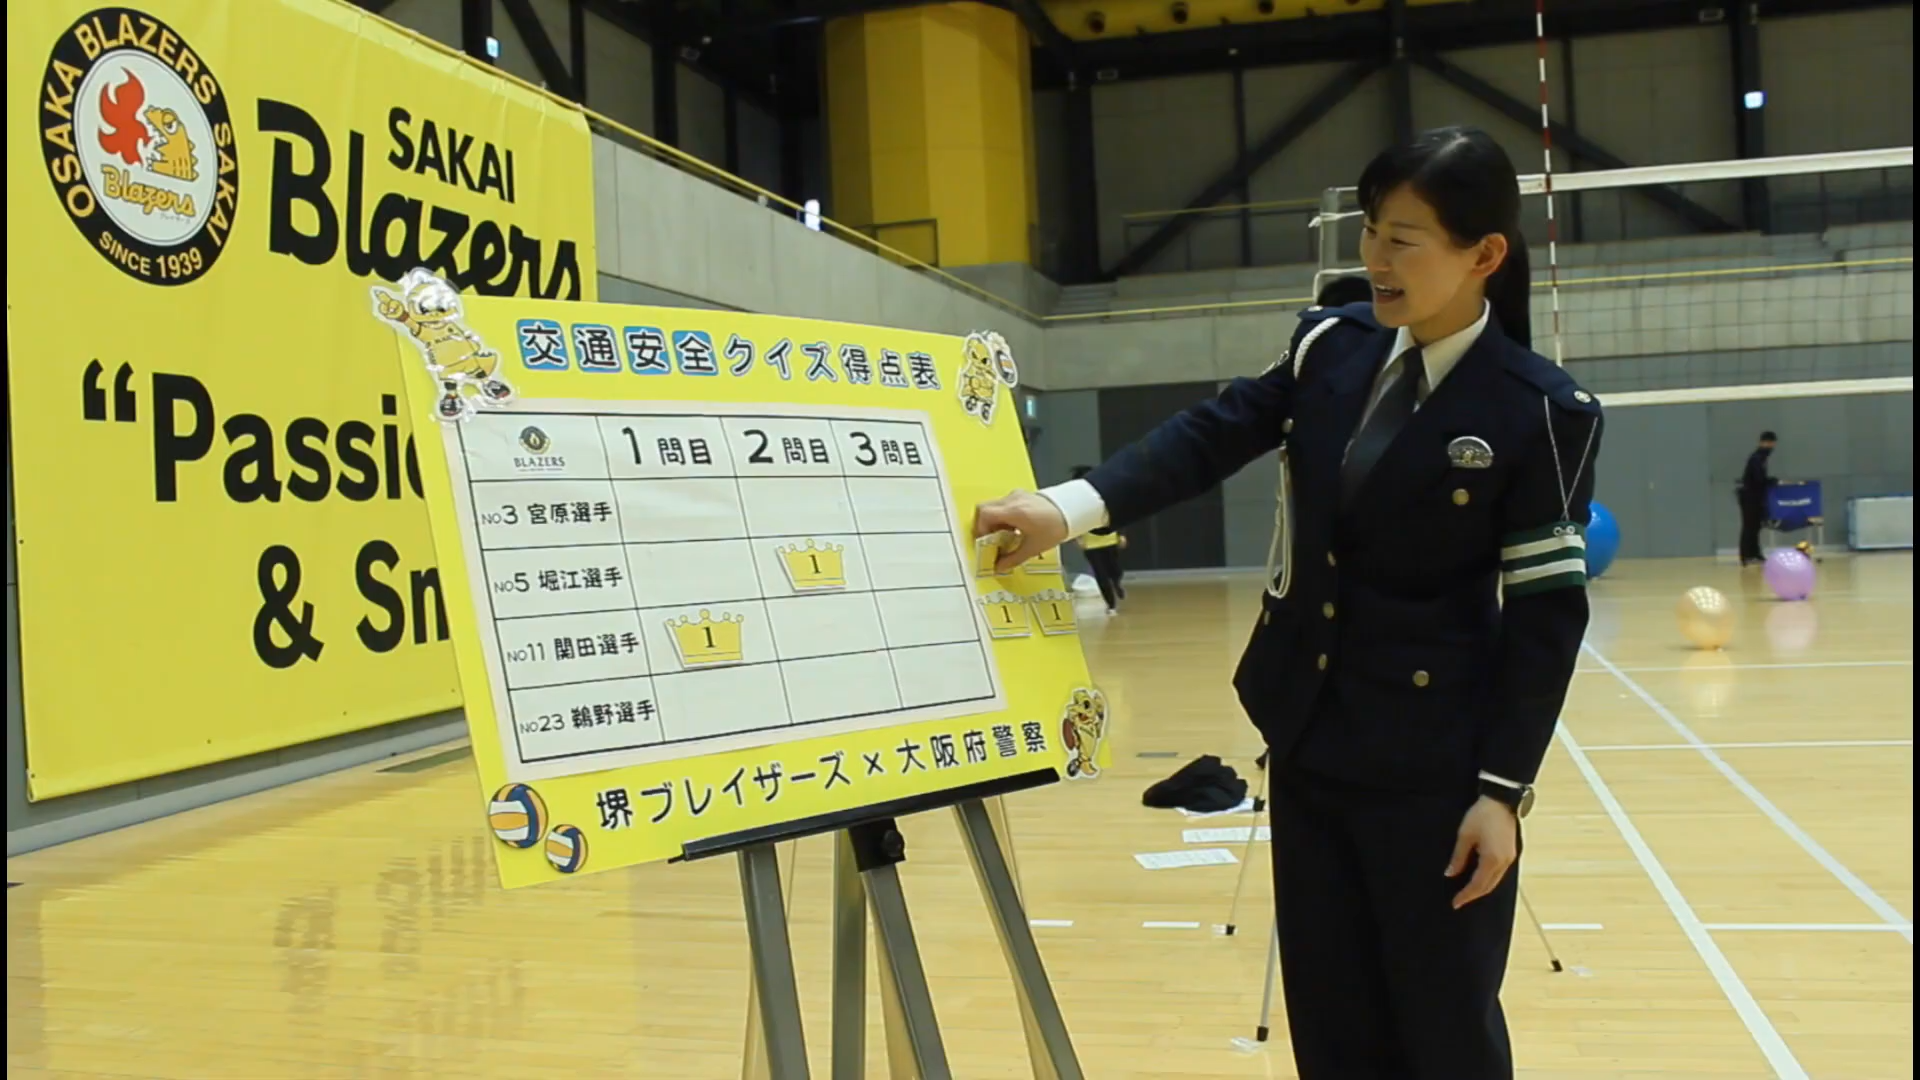 OSAKA BLAZERS SAKAI
Blazers
SINCE 1939
SAKAI
Blazers
“Passi
& Sm
交通安全クイズ得点表
BLAZERS 1問目 2問目 3問目
NO3 宮原選手
NO5 堀江選手 1
NO11 関田選手 1
NO23 鵜野選手
1
1 1
堺ブレイザーズ×大阪府警察